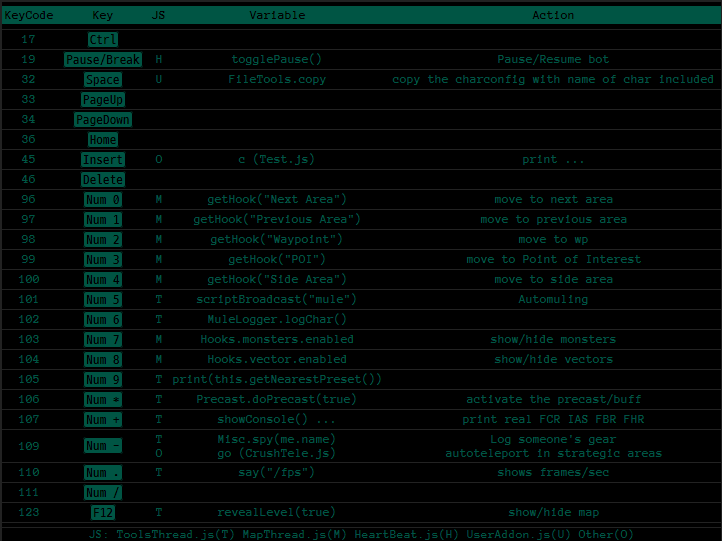 KeyCode Key JS Variable Action
17 Ctrl
19 Pause/Break H togglePause() Pause/Resume bot
32 Space U FileTools.copy copy the charconfig with name of char included
33 PageUp
34 PageDown
36 Home
45 Insert O c (Test.js) print ...
46 Delete
96 Num 0 M getHook("Next Area") move to next area
97 Num 1 M getHook("Previous Area") move to previous area
98 Num 2 M getHook("Waypoint") move to wp
99 Num 3 M getHook("POI") move to Point of Interest
100 Num 4 M getHook("Side Area") move to side area
101 Num 5 T scriptBroadcast("mule") Automuling
102 Num 6 T MuleLogger.logChar()
103 Num 7 M Hooks.monsters.enabled show/hide monsters
104 Num 8 M Hooks.vector.enabled show/hide vectors
105 Num 9 T print(this.getNearestPreset())
106 Num * T Precast.doPrecast(true) activate the precast/buff
107 Num + T showConsole() ... print real FCR IAS FBR FHR
109 Num - T Misc.spy(me.name) Log someone's gear
O go (CrushTele.js) autoteleport in strategic areas
110 Num . T say("/fps") shows frames/sec
111 Num /
123 F12 T revealLevel(true) show/hide map
JS: ToolsThread.js(T) MapThread.js(M) HeartBeat.js(H) UserAddon.js(U) Other(O)